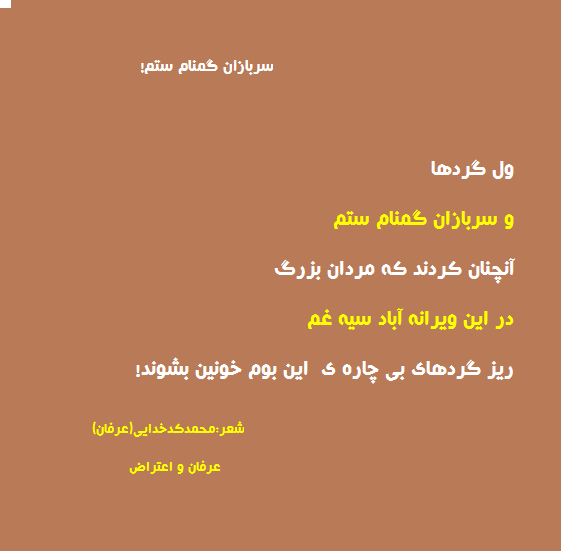 سربازان گمنام ستم!
ول گردها
و سربازان گمنام ستم
آنچنان کردند که مردان بزرگ
در این ویرانه آباد سیه غم
ریز گردهای بی چاره ی این بوم خونین بشوند!
شعر:محمدکدخدایی(عرفان)
عرفان و اعتراض